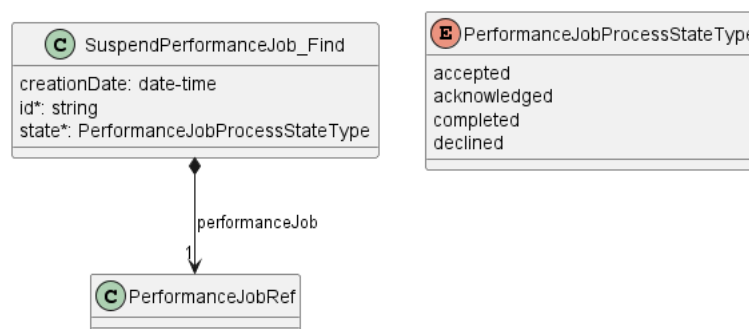 C SuspendPerformanceJob_Find
creationDate: date-time
id*: string
state*: PerformanceJobProcessStateType
E PerformanceJobProcessStateType
accepted
acknowledged
completed
declined
performanceJob
1
C PerformanceJobRef